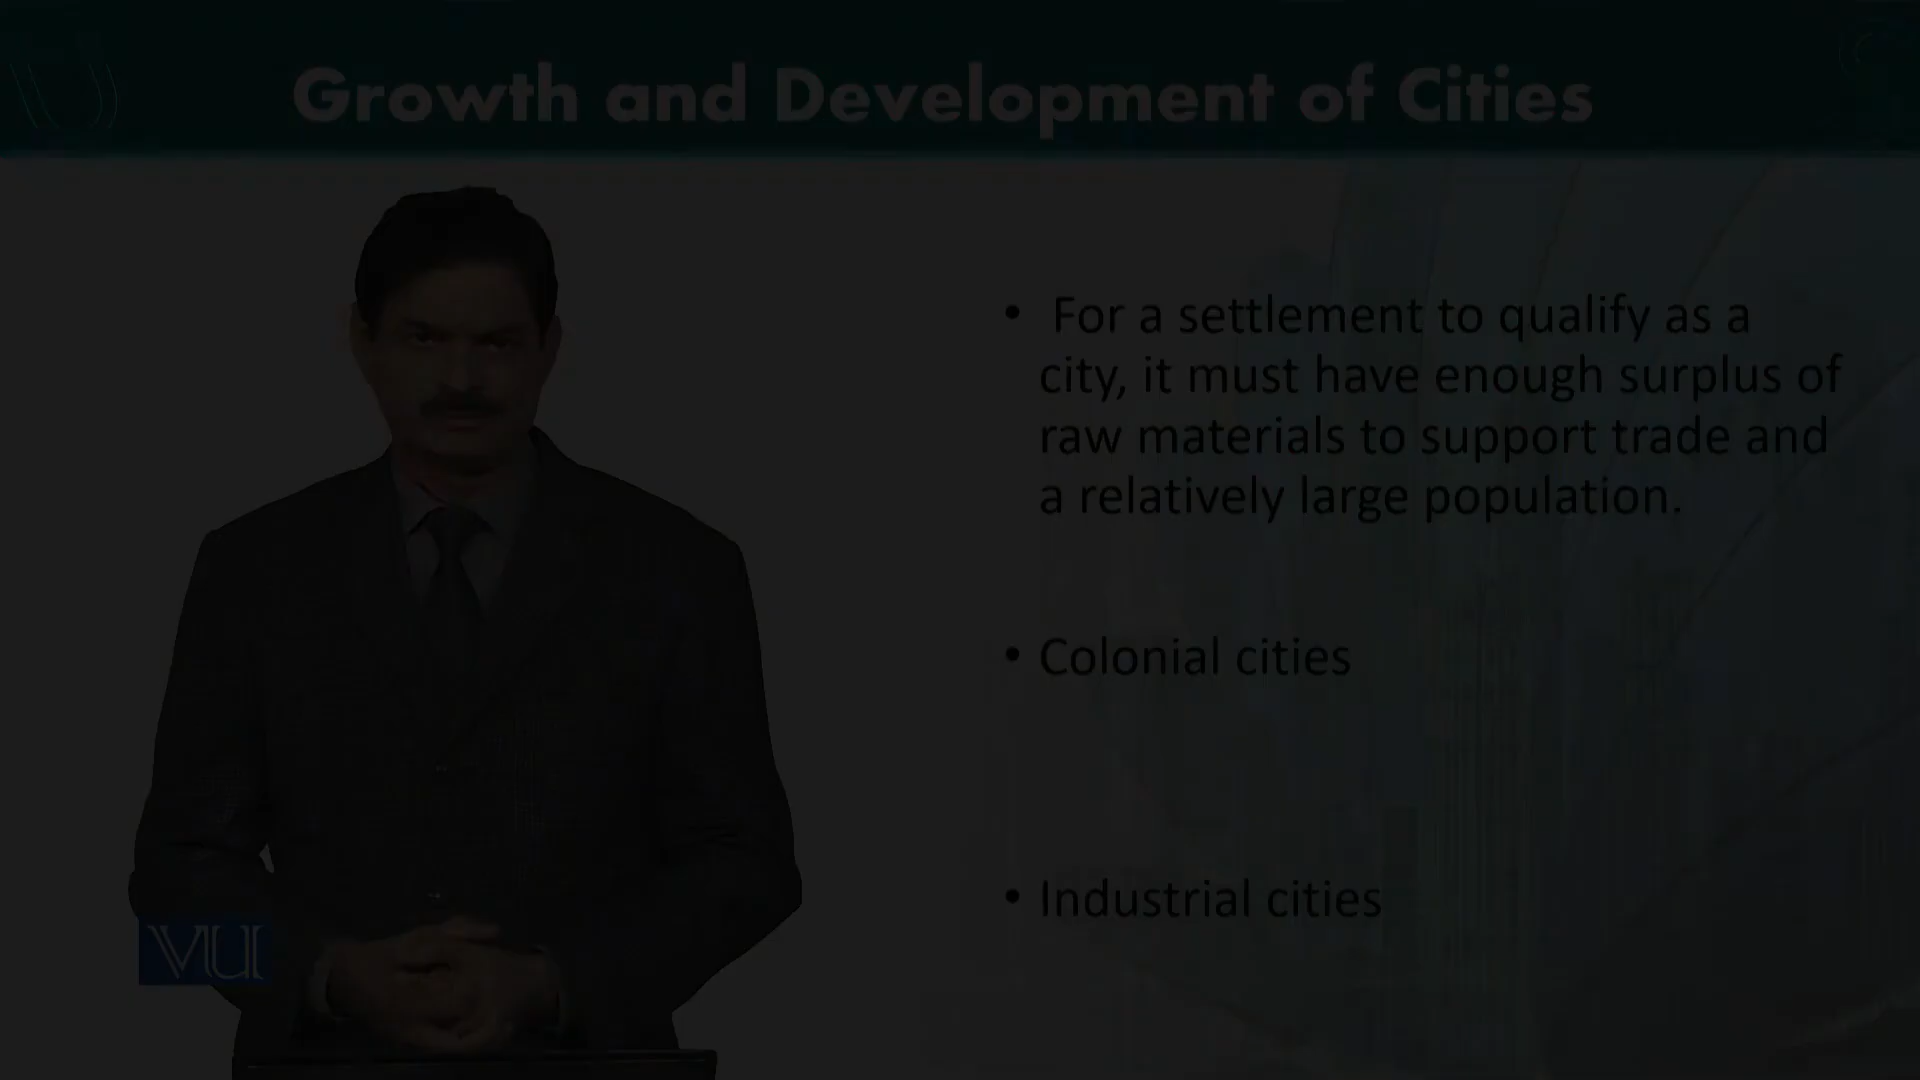 Growth and Development of Cities
• For a settlement to qualify as a
city, it must have enough surplus of
raw materials to support trade and
a relatively large population.
• Colonial cities
• Industrial cities
VU